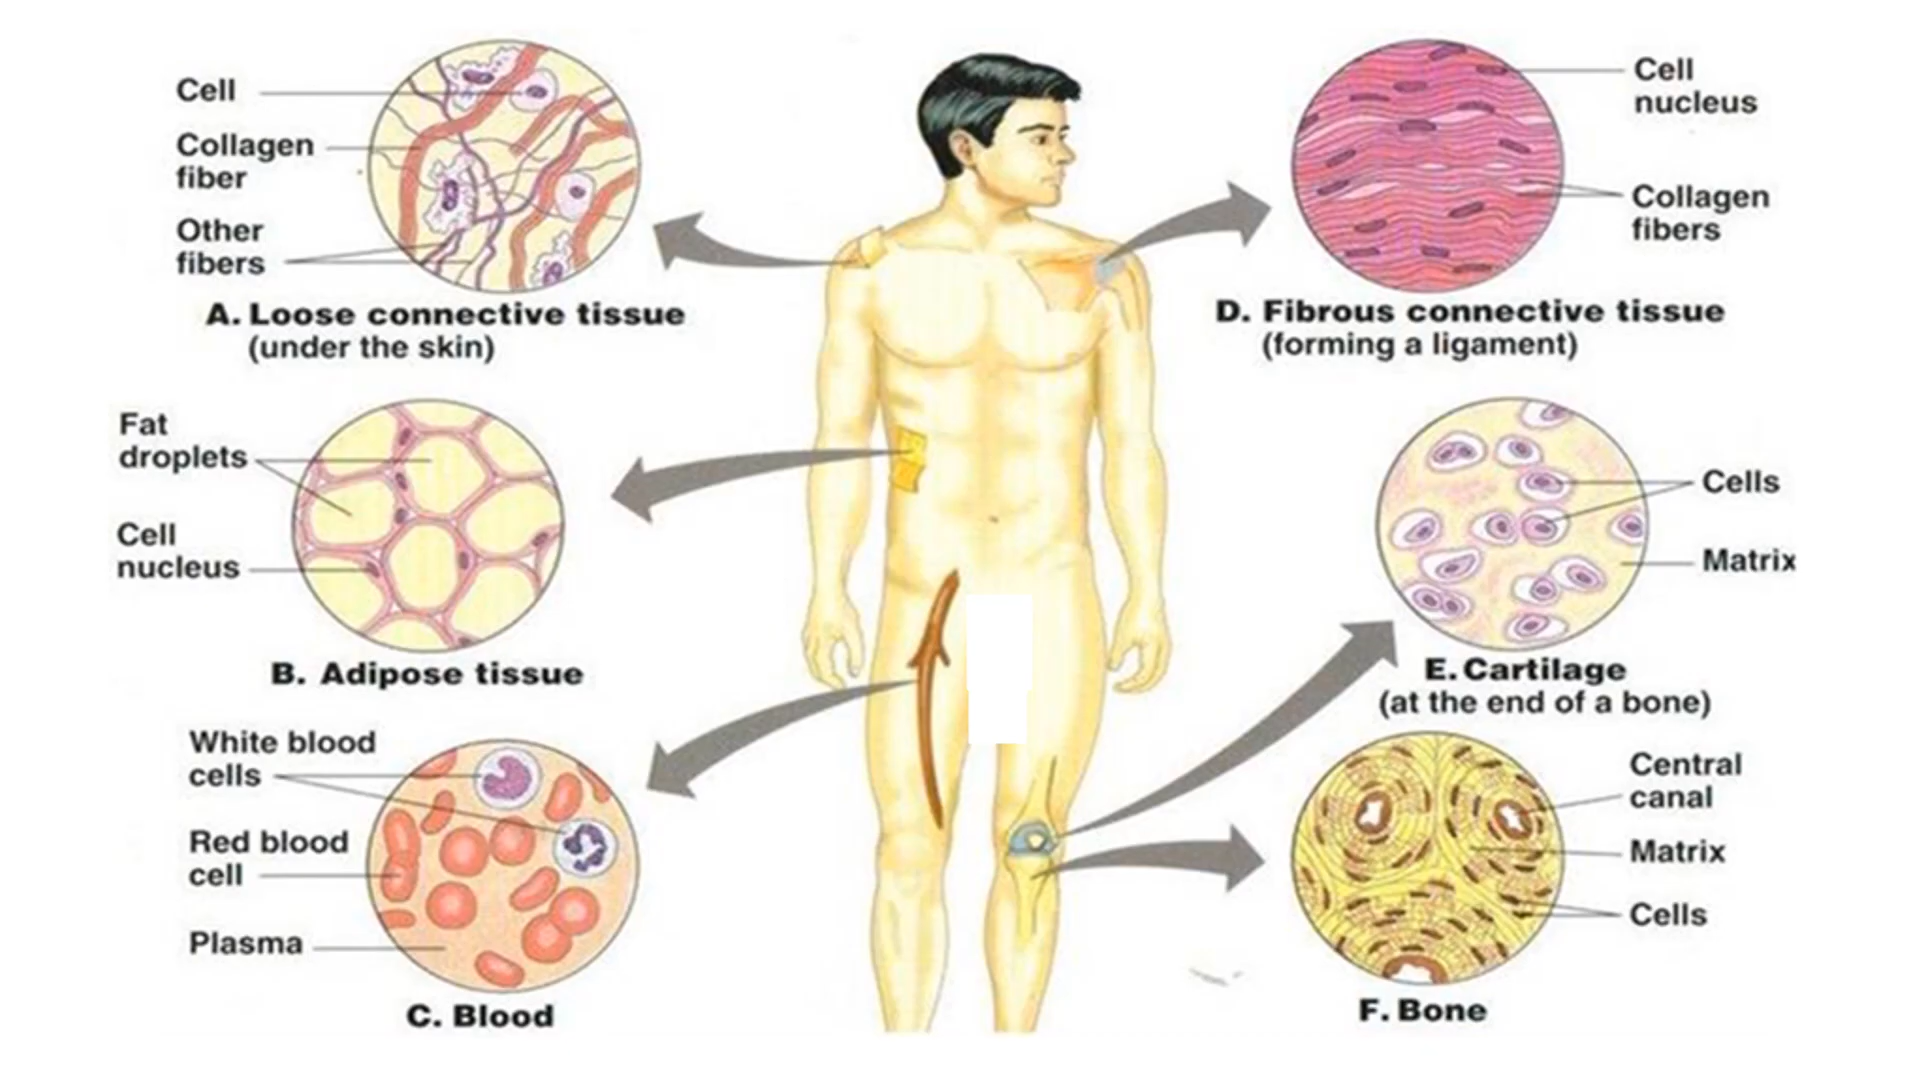 Cell
Collagen
fiber
Other
fibers
A. Loose connective tissue
(under the skin)
Fat
droplets
Cell
nucleus
B. Adipose tissue
White blood
cells
Red blood
cell
Plasma
C. Blood
Cell
nucleus
Collagen
fibers
D. Fibrous connective tissue
(forming a ligament)
Cells
Matrix
E. Cartilage
(at the end of a bone)
Central
canal
Matrix
Cells
F. Bone